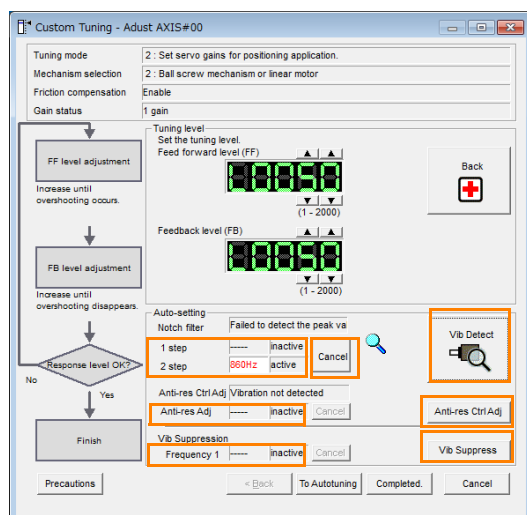 Custom Tuning - Adust AXIS#00
Tuning mode 2 : Set servo gains for positioning application.
Mechanism selection 2 : Ball screw mechanism or linear motor
Friction compensation Enable
Gain status 1 gain
FF level adjustment
Increase until
overshooting occurs.
FB level adjustment
Increase until
overshooting disappears.
Response level OK?
No
Yes
Finish
Tuning level
Set the tuning level.
Feed forward level (FF)
L0050
(1 - 2000)
Feedback level (FB)
L0050
(1 - 2000)
Back
Auto-setting
Notch filter Failed to detect the peak va
1 step ----- inactive
2 step 860Hz active
Cancel
Vib Detect
Anti-res Ctrl Adj Vibration not detected
Anti-res Adj ----- inactive Cancel
Anti-res Ctrl Adj
Vib Suppression
Frequency 1 ----- inactive Cancel
Vib Suppress
Precautions < Back To Autotuning Completed. Cancel